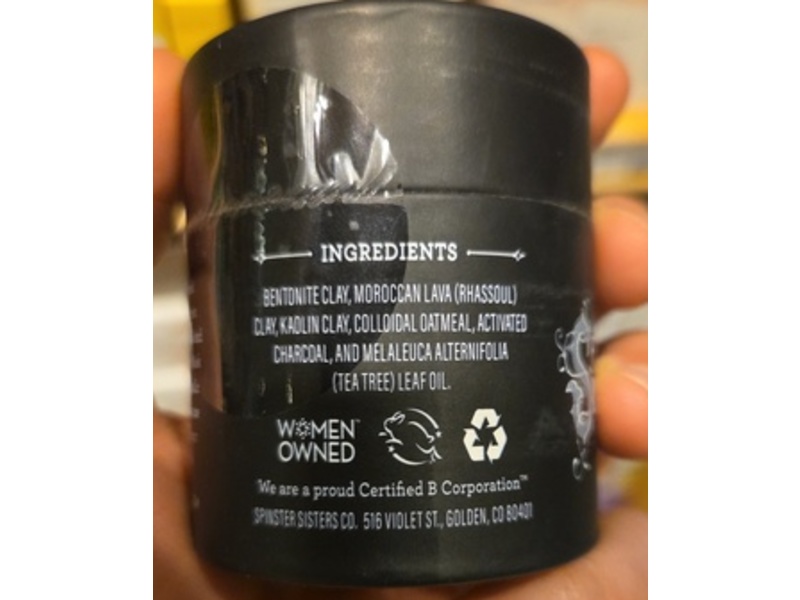 INGREDIENTS
BENTONITE CLAY, MOROCCAN LAVA (RHASSOUL)
CLAY, KAOLIN CLAY, COLLOIDAL OATMEAL, ACTIVATED
CHARCOAL, AND MELALEUCA ALTERNIFOLIA
(TEA TREE) LEAF OIL.
WOMEN™
OWNED
We are a proud Certified B Corporation™
SPINSTER SISTERS CO. 516 VIOLET ST., GOLDEN, CO 80401